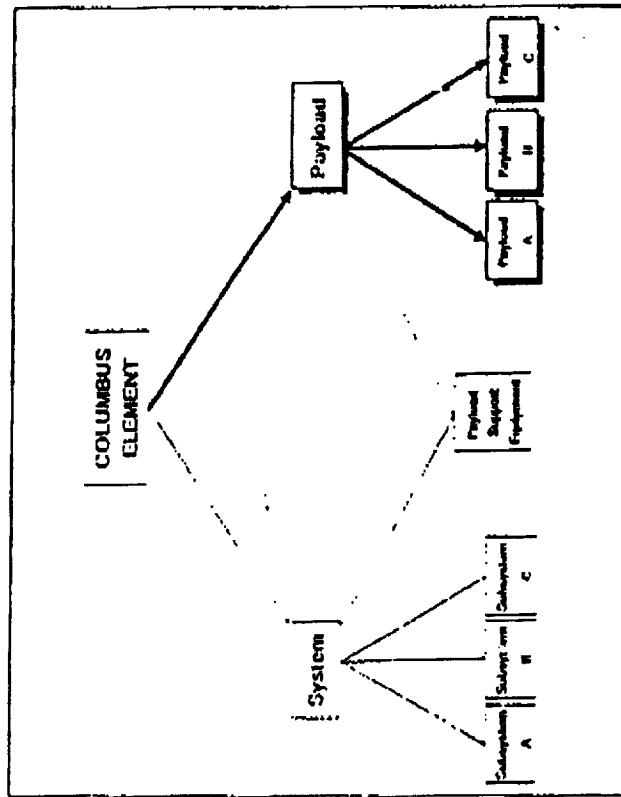 COLUMBUS
ELEMENT
System
Payload
Subsystem
A
Subsystem
B
Subsystem
C
Payload
Support
Equipment
Payload
A
Payload
B
Payload
C